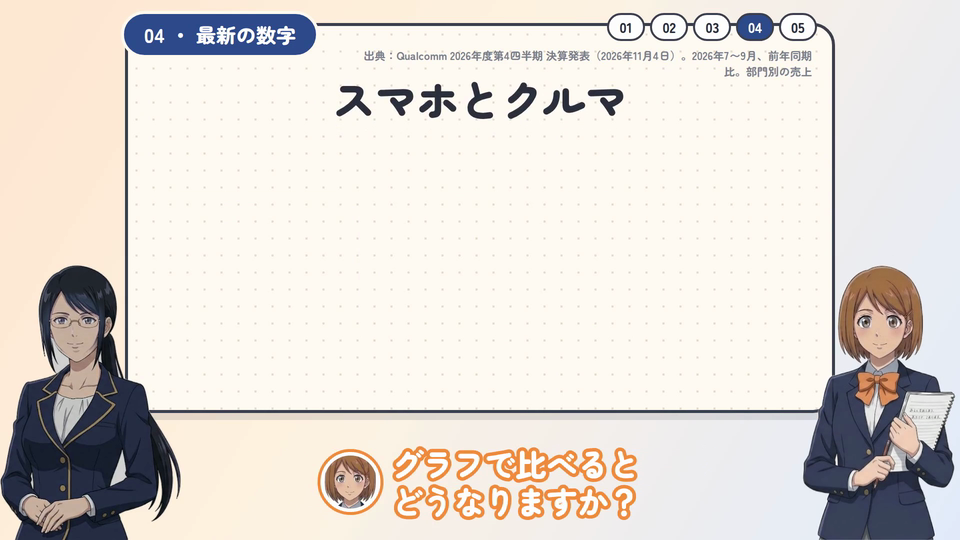 04 ・ 最新の数字
01 02 03 04 05
出典：Qualcomm 2026年度第4四半期 決算発表（2026年11月4日）。2026年7〜9月、前年同期
比。部門別の売上
スマホとクルマ
グラフで比べると
どうなりますか？